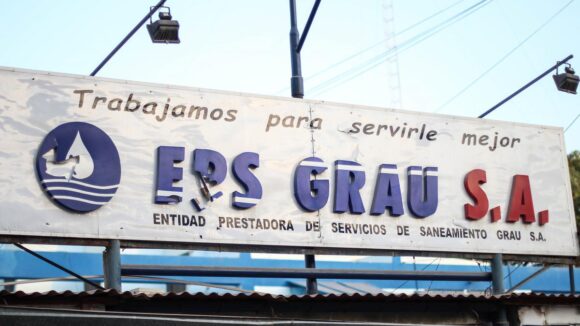 Trabajamos para servirle mejor
EPS GRAU S.A.
ENTIDAD PRESTADORA DE SERVICIOS DE SANEAMIENTO GRAU S.A.